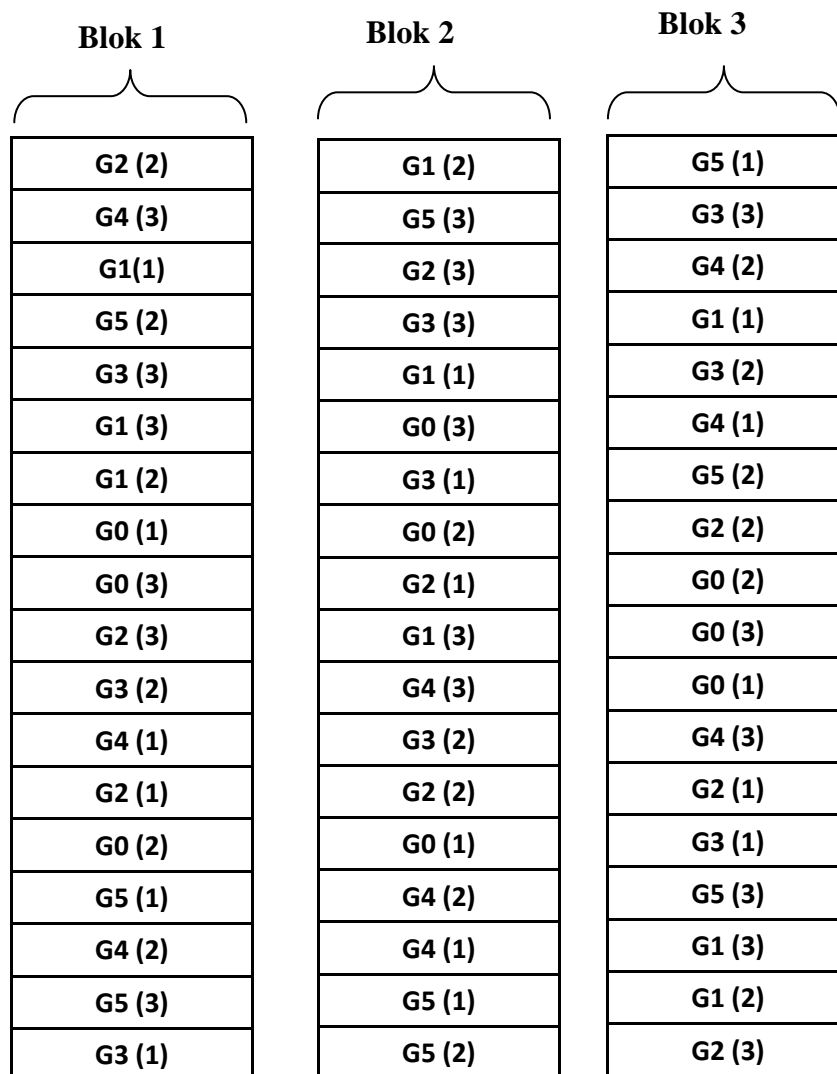 Blok 1 Blok 2 Blok 3
G2 (2) G1 (2) G5 (1)
G4 (3) G5 (3) G3 (3)
G1(1) G2 (3) G4 (2)
G5 (2) G3 (3) G1 (1)
G3 (3) G1 (1) G3 (2)
G1 (3) G0 (3) G4 (1)
G1 (2) G3 (1) G5 (2)
G0 (1) G0 (2) G2 (2)
G0 (3) G2 (1) G0 (2)
G2 (3) G1 (3) G0 (3)
G3 (2) G4 (3) G0 (1)
G4 (1) G3 (2) G4 (3)
G2 (1) G2 (2) G2 (1)
G0 (2) G0 (1) G3 (1)
G5 (1) G4 (2) G5 (3)
G4 (2) G4 (1) G1 (3)
G5 (3) G5 (1) G1 (2)
G3 (1) G5 (2) G2 (3)